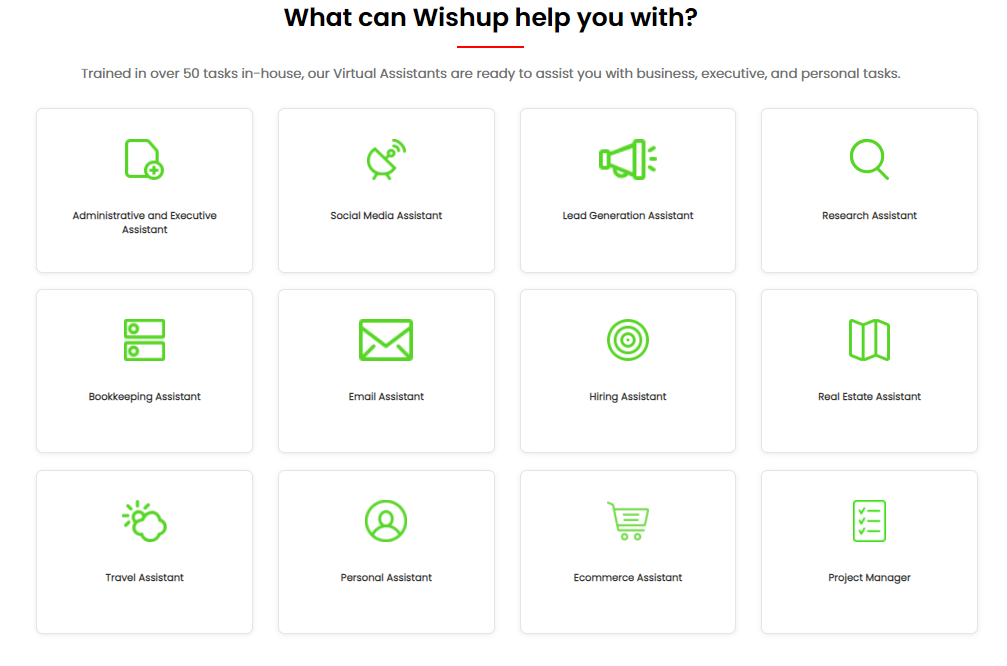 What can Wishup help you with?
Trained in over 50 tasks in-house, our Virtual Assistants are ready to assist you with business, executive, and personal tasks.
Administrative and Executive
Assistant
Social Media Assistant
Lead Generation Assistant
Research Assistant
Bookkeeping Assistant
Email Assistant
Hiring Assistant
Real Estate Assistant
Travel Assistant
Personal Assistant
Ecommerce Assistant
Project Manager